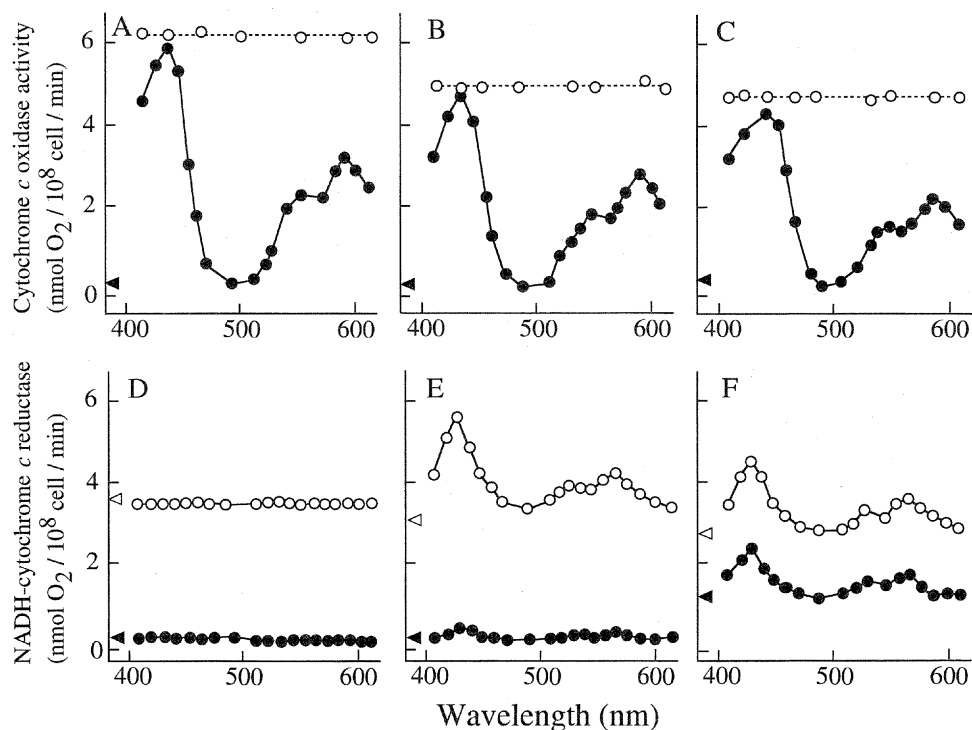 Cytochrome c oxidase activity
(nmol O2 / 10^8 cell / min)
A
B
C
6
4
2
0
400 500 600
400 500 600
400 500 600
NADH-cytochrome c reductase
(nmol O2 / 10^8 cell / min)
D
E
F
6
4
2
0
400 500 600
400 500 600
400 500 600
Wavelength (nm)